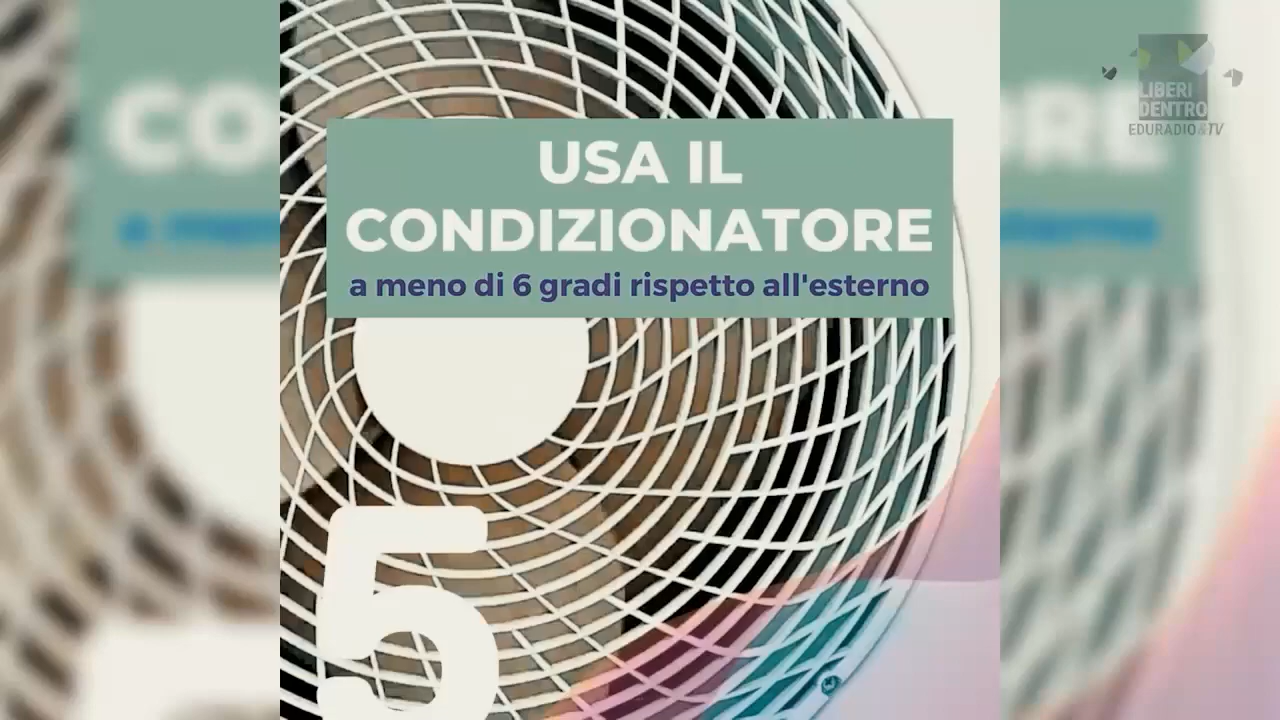 USA IL
CONDIZIONATORE
a meno di 6 gradi rispetto all'esterno
5
LIBERI
DENTRO
EDURADIO&TV